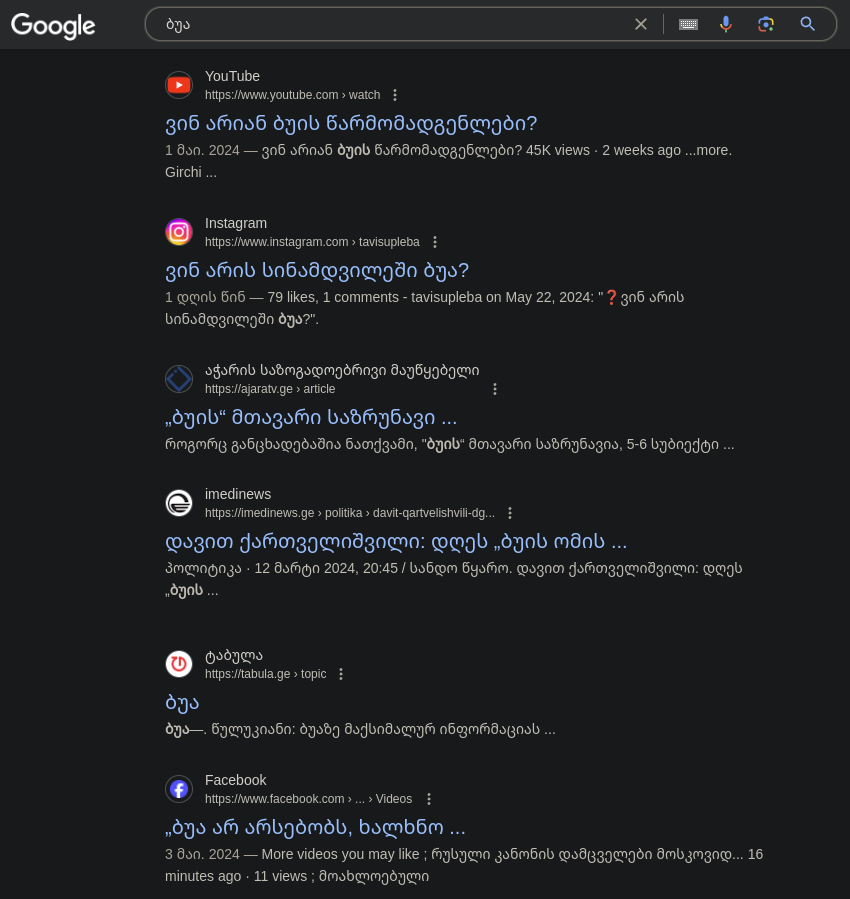 Google
ბუა
YouTube
https://www.youtube.com › watch
ვინ არიან ბუის წარმომადგენლები?
1 მაი. 2024 — ვინ არიან ბუის წარმომადგენლები? 45K views · 2 weeks ago ...more.
Girchi ...
Instagram
https://www.instagram.com › tavisupleba
ვინ არის სინამდვილეში ბუა?
1 დღის წინ — 79 likes, 1 comments - tavisupleba on May 22, 2024: "❓ვინ არის
სინამდვილეში ბუა?".
აჭარის საზოგადოებრივი მაუწყებელი
https://ajaratv.ge › article
„ბუის“ მთავარი საზრუნავი ...
როგორც განცხადებაშია ნათქვამი, "ბუის“ მთავარი საზრუნავია, 5-6 სუბიექტი ...
imedinews
https://imedinews.ge › politika › davit-qartvelishvili-dg...
დავით ქართველიშვილი: დღეს „ბუის ომის ...
პოლიტიკა · 12 მარტი 2024, 20:45 / სანდო წყარო. დავით ქართველიშვილი: დღეს
„ბუის ...
ტაბულა
https://tabula.ge › topic
ბუა
ბუა—. წულუკიანი: ბუაზე მაქსიმალურ ინფორმაციას ...
Facebook
https://www.facebook.com › ... › Videos
„ბუა არ არსებობს, ხალხნო ...
3 მაი. 2024 — More videos you may like ; რუსული კანონის დამცველები მოსკოვიდ... 16
minutes ago · 11 views ; მოახლოებული